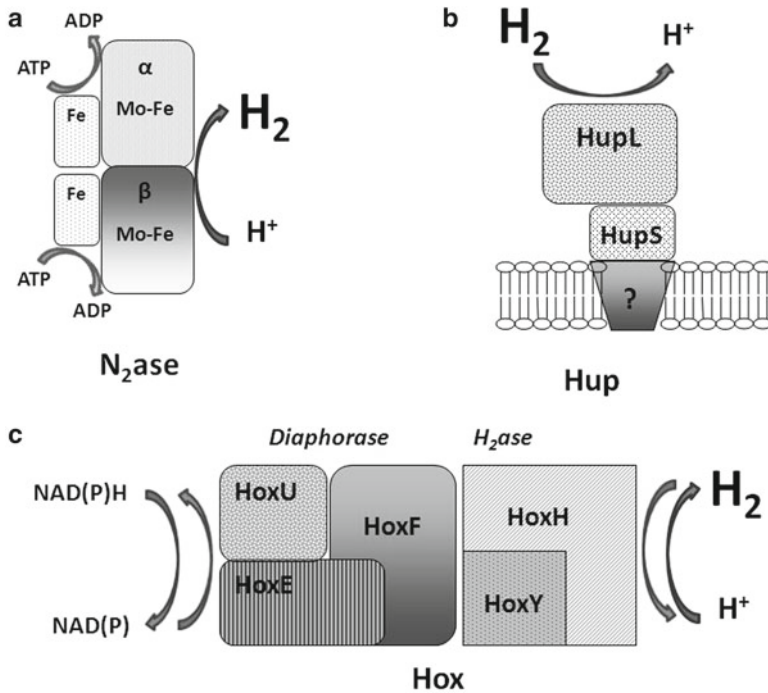 a
ADP
ATP
α
Fe
Mo-Fe
H₂
Fe
β
Mo-Fe
H⁺
ATP
ADP
N₂ase
b
H₂
H⁺
HupL
HupS
?
Hup
c
Diaphorase
H₂ase
NAD(P)H
HoxU
HoxF
HoxH
H₂
HoxE
HoxY
NAD(P)
H⁺
Hox